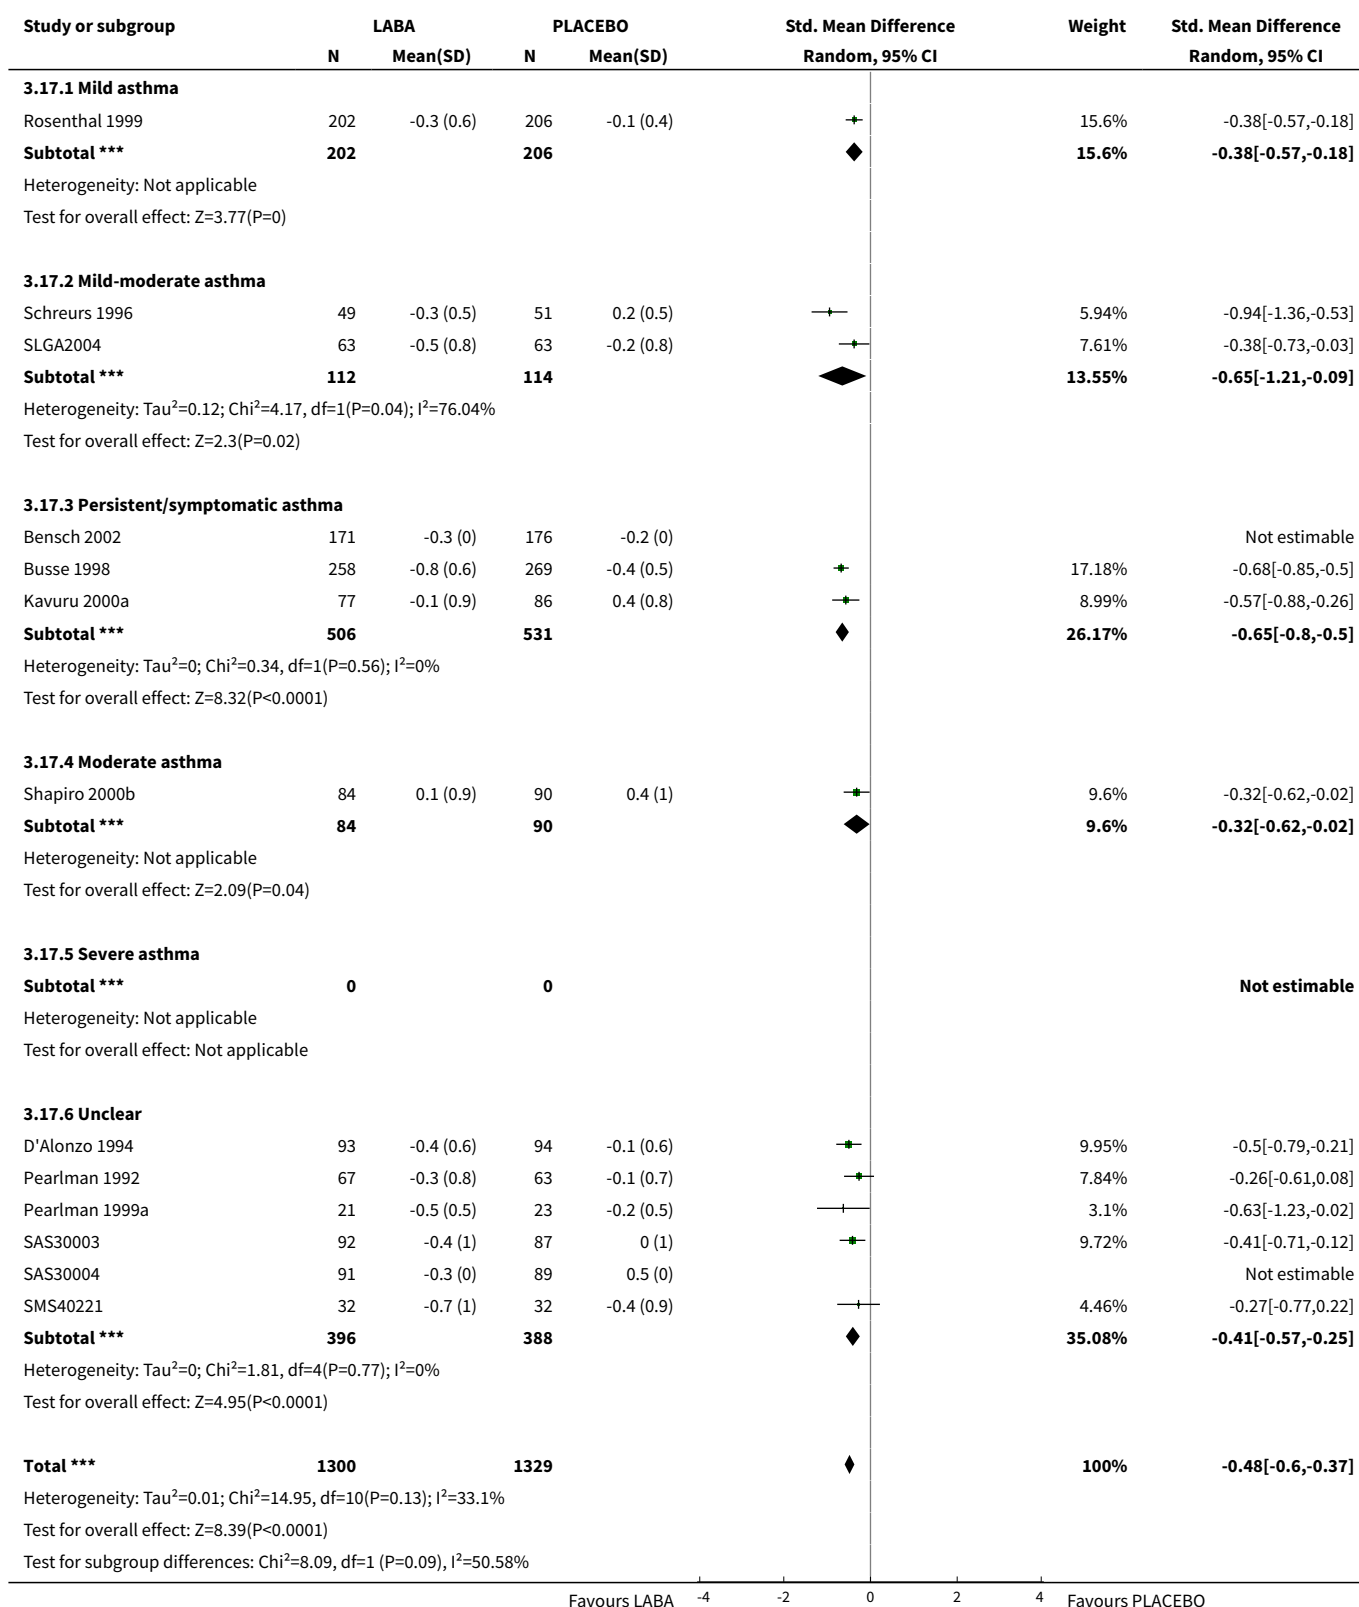 Study or subgroup LABA PLACEBO Std. Mean Difference Weight Std. Mean Difference
N Mean(SD) N Mean(SD) Random, 95% CI Random, 95% CI
3.17.1 Mild asthma
Rosenthal 1999 202 -0.3 (0.6) 206 -0.1 (0.4) 15.6% -0.38[-0.57,-0.18]
Subtotal *** 202 206 15.6% -0.38[-0.57,-0.18]
Heterogeneity: Not applicable
Test for overall effect: Z=3.77(P=0)
3.17.2 Mild-moderate asthma
Schreurs 1996 49 -0.3 (0.5) 51 0.2 (0.5) 5.94% -0.94[-1.36,-0.53]
SLGA2004 63 -0.5 (0.8) 63 -0.2 (0.8) 7.61% -0.38[-0.73,-0.03]
Subtotal *** 112 114 13.55% -0.65[-1.21,-0.09]
Heterogeneity: Tau²=0.12; Chi²=4.17, df=1(P=0.04); I²=76.04%
Test for overall effect: Z=2.3(P=0.02)
3.17.3 Persistent/symptomatic asthma
Bensch 2002 171 -0.3 (0) 176 -0.2 (0) Not estimable
Busse 1998 258 -0.8 (0.6) 269 -0.4 (0.5) 17.18% -0.68[-0.85,-0.5]
Kavuru 2000a 77 -0.1 (0.9) 86 0.4 (0.8) 8.99% -0.57[-0.88,-0.26]
Subtotal *** 506 531 26.17% -0.65[-0.8,-0.5]
Heterogeneity: Tau²=0; Chi²=0.34, df=1(P=0.56); I²=0%
Test for overall effect: Z=8.32(P<0.0001)
3.17.4 Moderate asthma
Shapiro 2000b 84 0.1 (0.9) 90 0.4 (1) 9.6% -0.32[-0.62,-0.02]
Subtotal *** 84 90 9.6% -0.32[-0.62,-0.02]
Heterogeneity: Not applicable
Test for overall effect: Z=2.09(P=0.04)
3.17.5 Severe asthma
Subtotal *** 0 0 Not estimable
Heterogeneity: Not applicable
Test for overall effect: Not applicable
3.17.6 Unclear
D'Alonzo 1994 93 -0.4 (0.6) 94 -0.1 (0.6) 9.95% -0.5[-0.79,-0.21]
Pearlman 1992 67 -0.3 (0.8) 63 -0.1 (0.7) 7.84% -0.26[-0.61,0.08]
Pearlman 1999a 21 -0.5 (0.5) 23 -0.2 (0.5) 3.1% -0.63[-1.23,-0.02]
SAS30003 92 -0.4 (1) 87 0 (1) 9.72% -0.41[-0.71,-0.12]
SAS30004 91 -0.3 (0) 89 0.5 (0) Not estimable
SMS40221 32 -0.7 (1) 32 -0.4 (0.9) 4.46% -0.27[-0.77,0.22]
Subtotal *** 396 388 35.08% -0.41[-0.57,-0.25]
Heterogeneity: Tau²=0; Chi²=1.81, df=4(P=0.77); I²=0%
Test for overall effect: Z=4.95(P<0.0001)
Total *** 1300 1329 100% -0.48[-0.6,-0.37]
Heterogeneity: Tau²=0.01; Chi²=14.95, df=10(P=0.13); I²=33.1%
Test for overall effect: Z=8.39(P<0.0001)
Test for subgroup differences: Chi²=8.09, df=1 (P=0.09), I²=50.58%
Favours LABA -4 -2 0 2 4 Favours PLACEBO